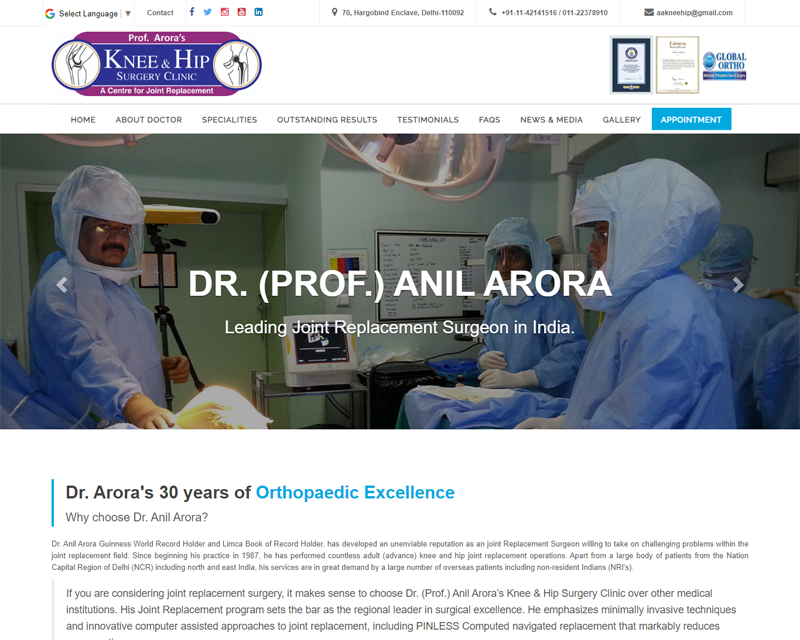 Select Language ▼
Contact
70, Hargobind Enclave, Delhi-110092
+91-11-42141516 / 011-22378910
aakneehip@gmail.com
Prof. Arora's
KNEE & HIP
SURGERY CLINIC
A Centre for Joint Replacement
GLOBAL
ORTHO
HOME ABOUT DOCTOR SPECIALITIES OUTSTANDING RESULTS TESTIMONIALS FAQS NEWS & MEDIA GALLERY APPOINTMENT
DR. (PROF.) ANIL ARORA
Leading Joint Replacement Surgeon in India.
Dr. Arora's 30 years of Orthopaedic Excellence
Why choose Dr. Anil Arora?
Dr. Anil Arora Guinness World Record Holder and Limca Book of Record Holder, has developed an unenviable reputation as an joint Replacement Surgeon willing to take on challenging problems within the
joint replacement field. Since beginning his practice in 1987, he has performed countless adult (advance) knee and hip joint replacement operations. Apart from a large body of patients from the Nation
Capital Region of Delhi (NCR) including north and east India, his services are in great demand by a large number of overseas patients including non-resident Indians (NRI's).
If you are considering joint replacement surgery, it makes sense to choose Dr. (Prof.) Anil Arora's Knee & Hip Surgery Clinic over other medical
institutions. His Joint Replacement program sets the bar as the regional leader in surgical excellence. He emphasizes minimally invasive techniques
and innovative computer assisted approaches to joint replacement, including PINLESS Computed navigated replacement that markably reduces